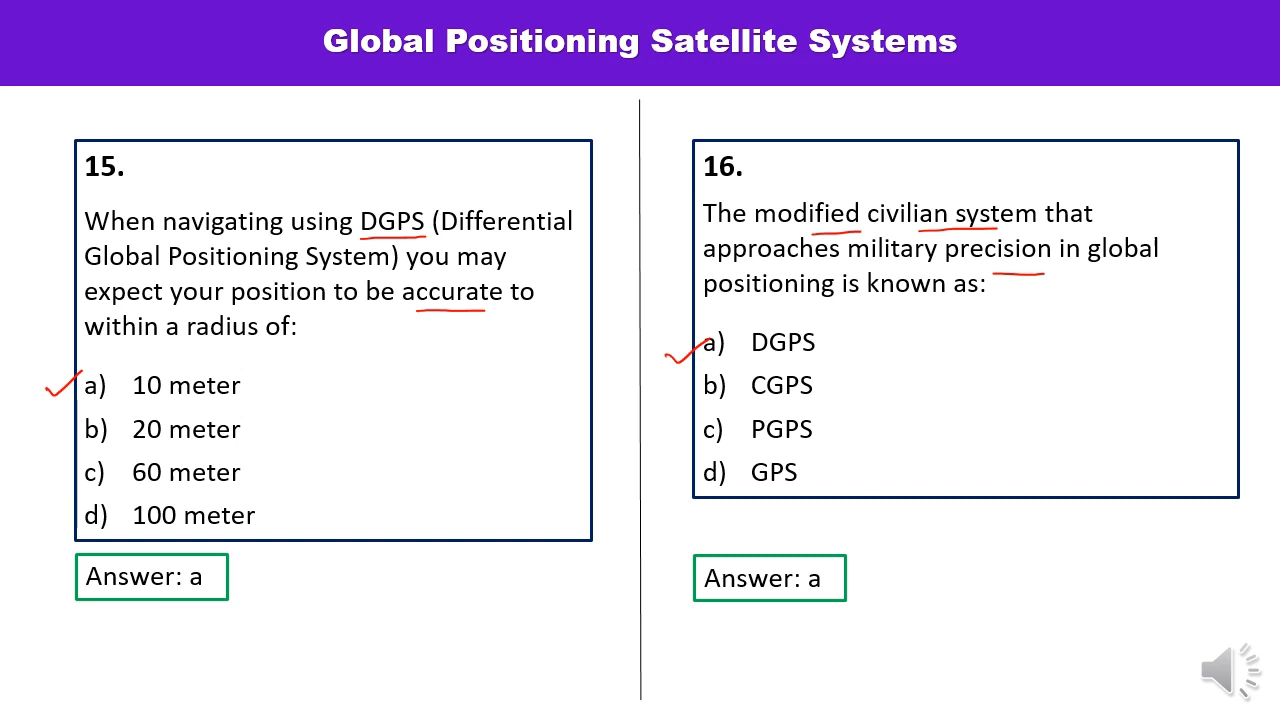 Global Positioning Satellite Systems
15.
When navigating using DGPS (Differential
Global Positioning System) you may
expect your position to be accurate to
within a radius of:
a) 10 meter
b) 20 meter
c) 60 meter
d) 100 meter
Answer: a
16.
The modified civilian system that
approaches military precision in global
positioning is known as:
a) DGPS
b) CGPS
c) PGPS
d) GPS
Answer: a